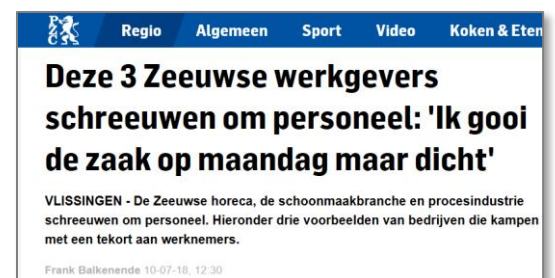 PZC
Regio Algemeen Sport Video Koken & Eten
Deze 3 Zeeuwse werkgevers
schreeuwen om personeel: 'Ik gooi
de zaak op maandag maar dicht'
VLISSINGEN - De Zeeuwse horeca, de schoonmaakbranche en procesindustrie
schreeuwen om personeel. Hieronder drie voorbeelden van bedrijven die kampen
met een tekort aan werknemers.
Frank Balkenende 10-07-18, 12:30